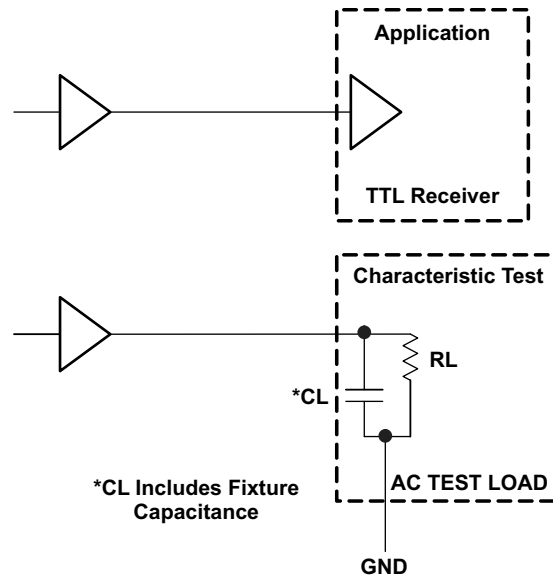 Application
TTL Receiver
Characteristic Test
RL
*CL
*CL Includes Fixture
Capacitance
AC TEST LOAD
GND